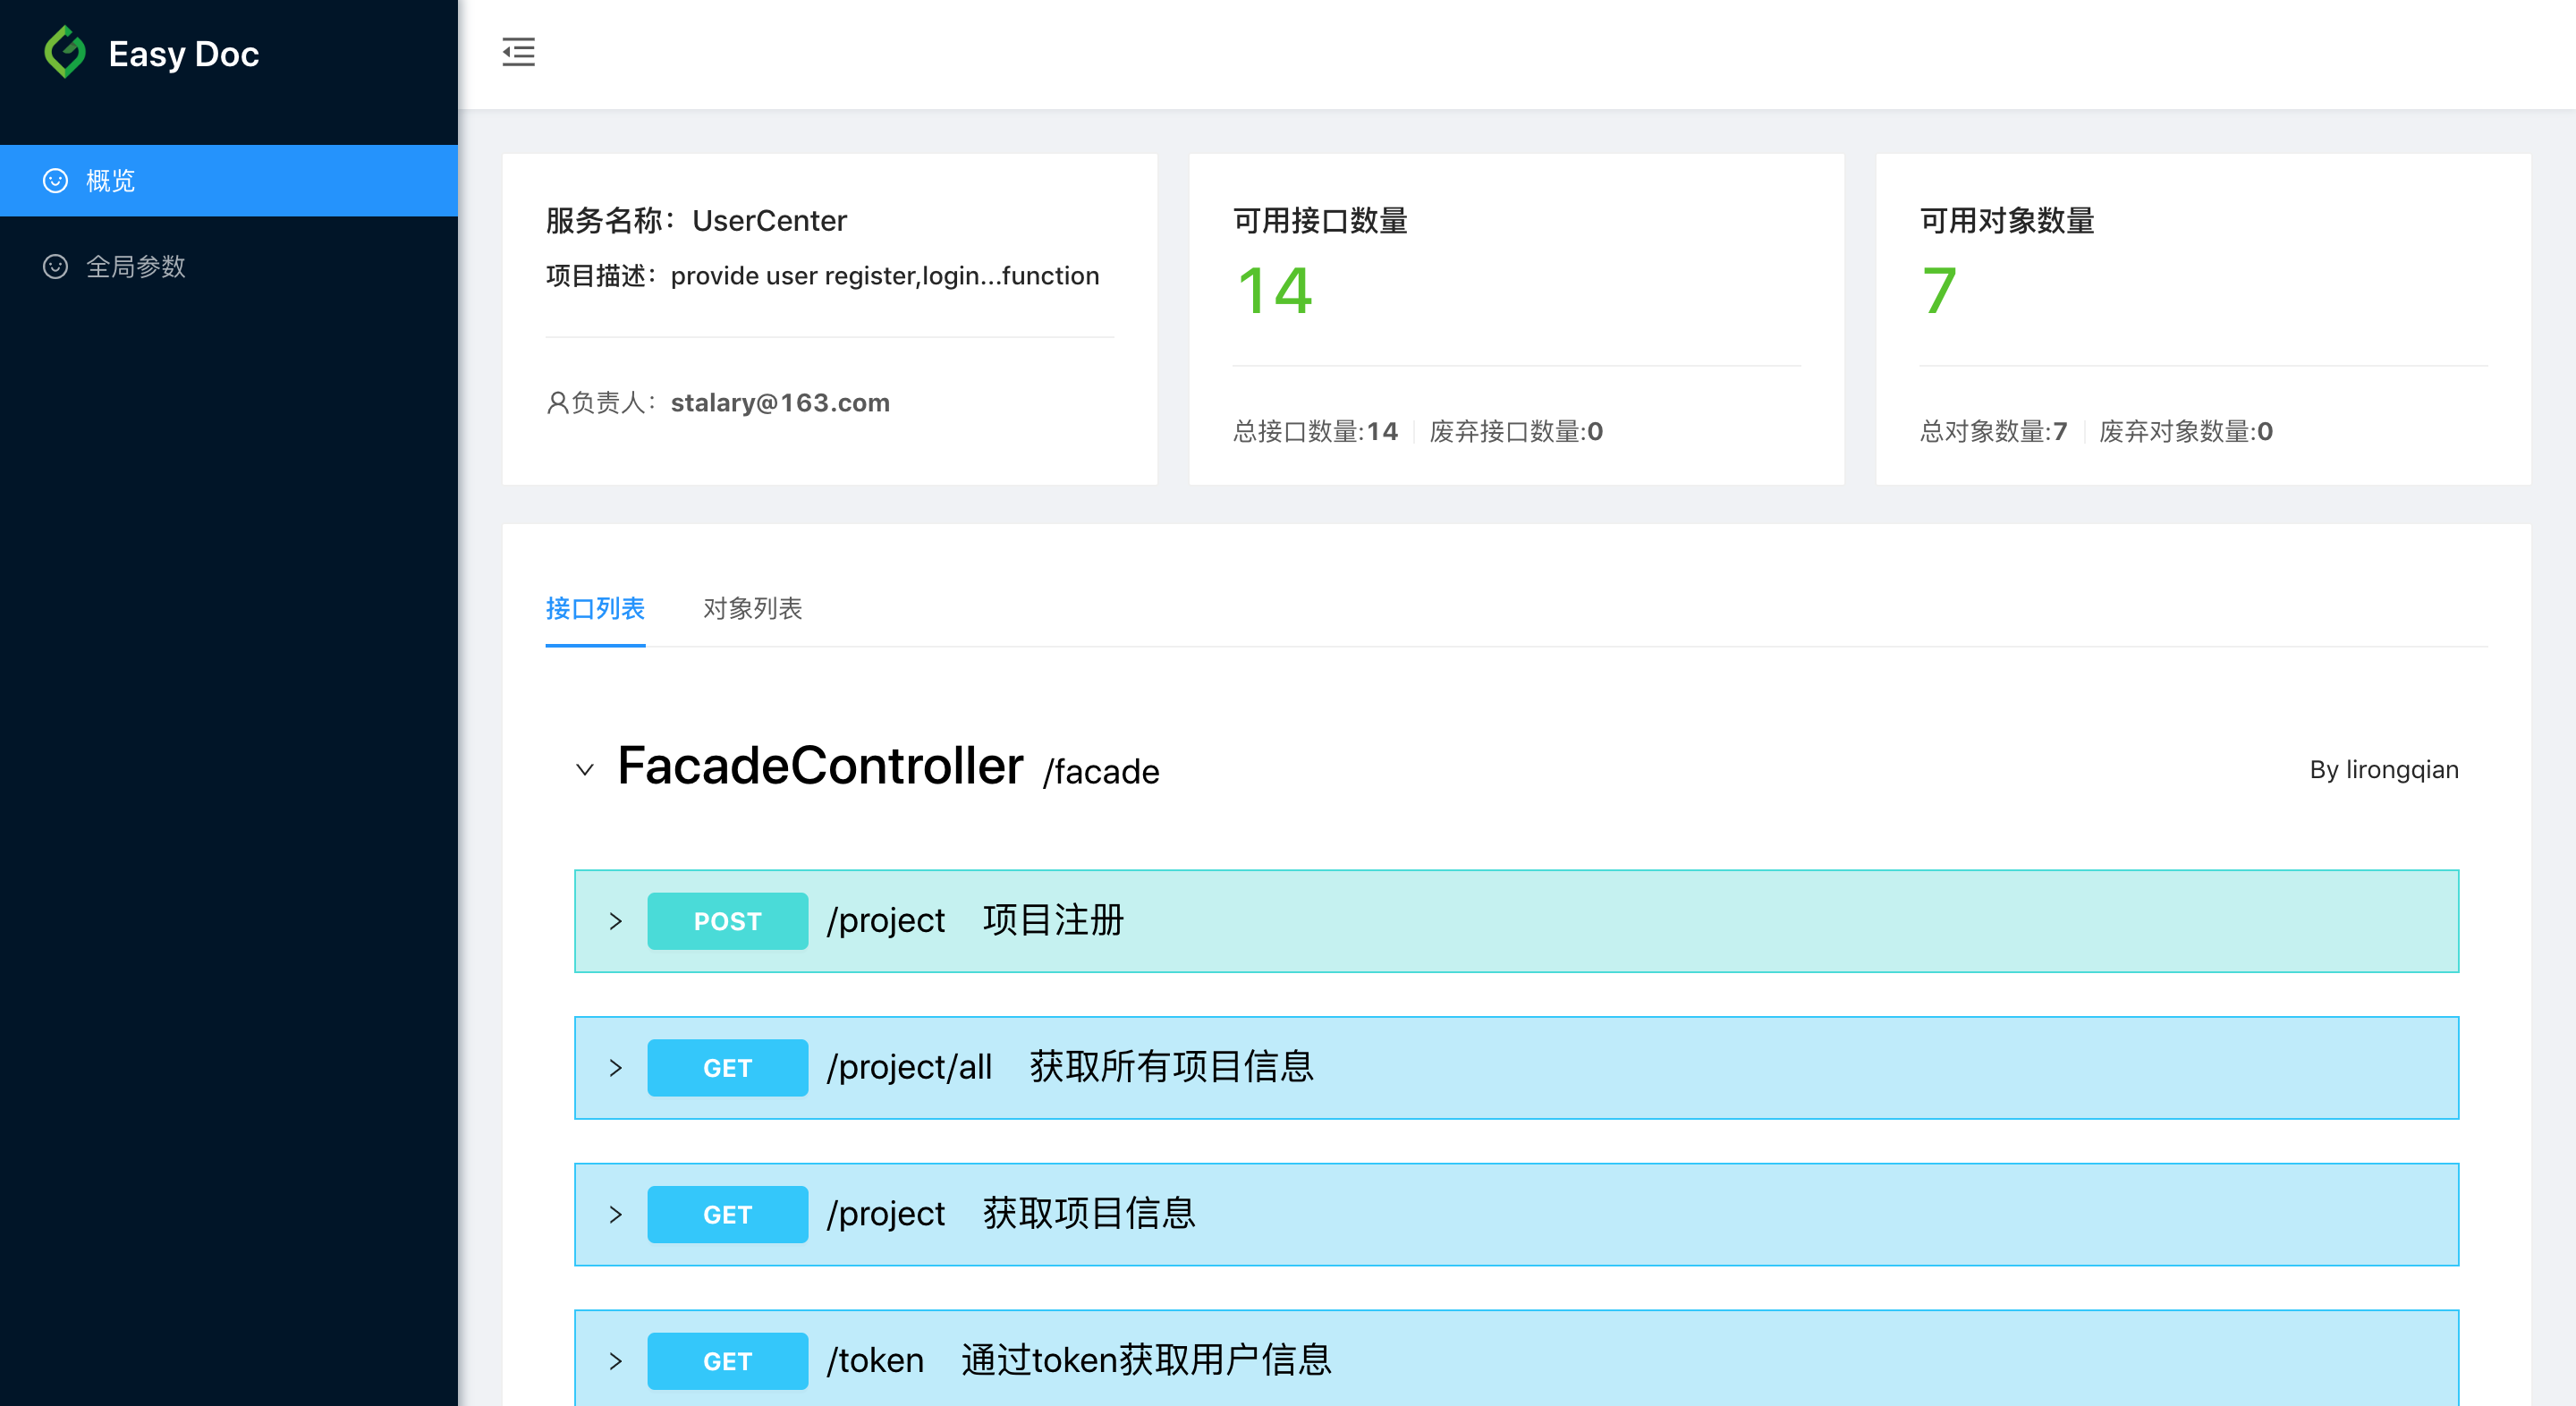 Easy Doc
概览
全局参数
服务名称：UserCenter
项目描述：provide user register,login...function
负责人：stalary@163.com
可用接口数量
14
总接口数量:14 废弃接口数量:0
可用对象数量
7
总对象数量:7 废弃对象数量:0
接口列表 对象列表
FacadeController /facade By lirongqian
POST /project 项目注册
GET /project/all 获取所有项目信息
GET /project 获取项目信息
GET /token 通过token获取用户信息